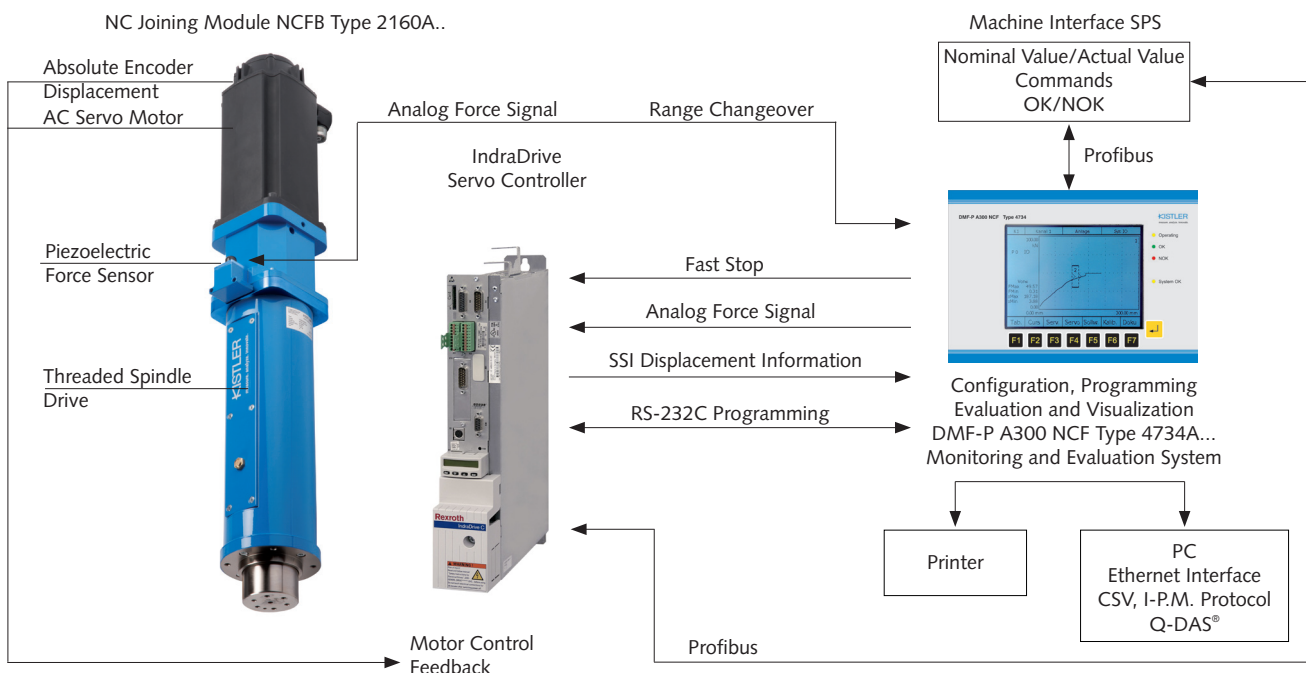 NC Joining Module NCFB Type 2160A..
Machine Interface SPS
Absolute Encoder
Displacement
AC Servo Motor
Analog Force Signal
Range Changeover
Nominal Value/Actual Value
Commands
OK/NOK
Profibus
IndraDrive
Servo Controller
DMF-P A300 NCF Type 4734
KISTLER
Operating
OK
NOK
System OK
F1 F2 F3 F4 F5 F6 F7
Piezoelectric
Force Sensor
Fast Stop
Analog Force Signal
SSI Displacement Information
RS-232C Programming
KISTLER
Threaded Spindle
Drive
Configuration, Programming
Evaluation and Visualization
DMF-P A300 NCF Type 4734A...
Monitoring and Evaluation System
Rexroth
IndraDrive C
Printer
PC
Ethernet Interface
CSV, I-P.M. Protocol
Q-DAS®
Motor Control
Feedback
Profibus